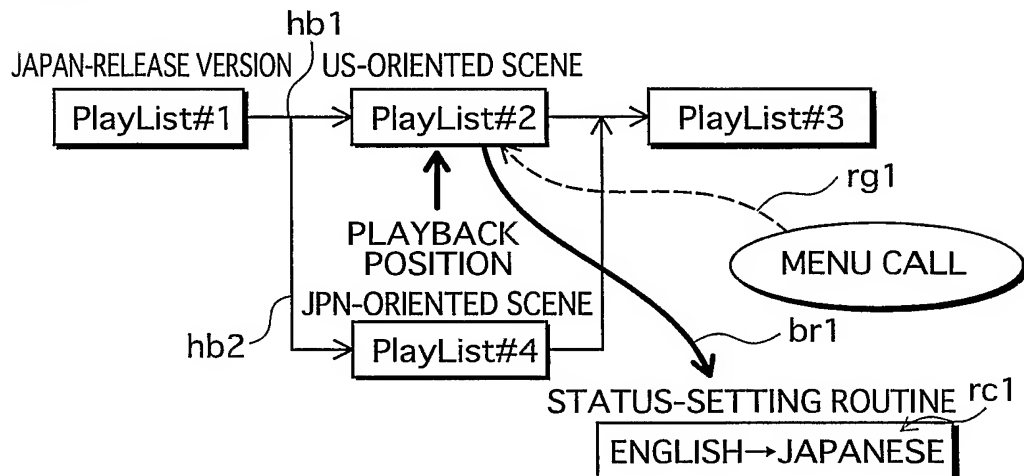 hb1
JAPAN-RELEASE VERSION US-ORIENTED SCENE
PlayList#1 PlayList#2 PlayList#3
rg1
PLAYBACK
POSITION
MENU CALL
JPN-ORIENTED SCENE
hb2 PlayList#4 br1
STATUS-SETTING ROUTINE rc1
ENGLISH→JAPANESE